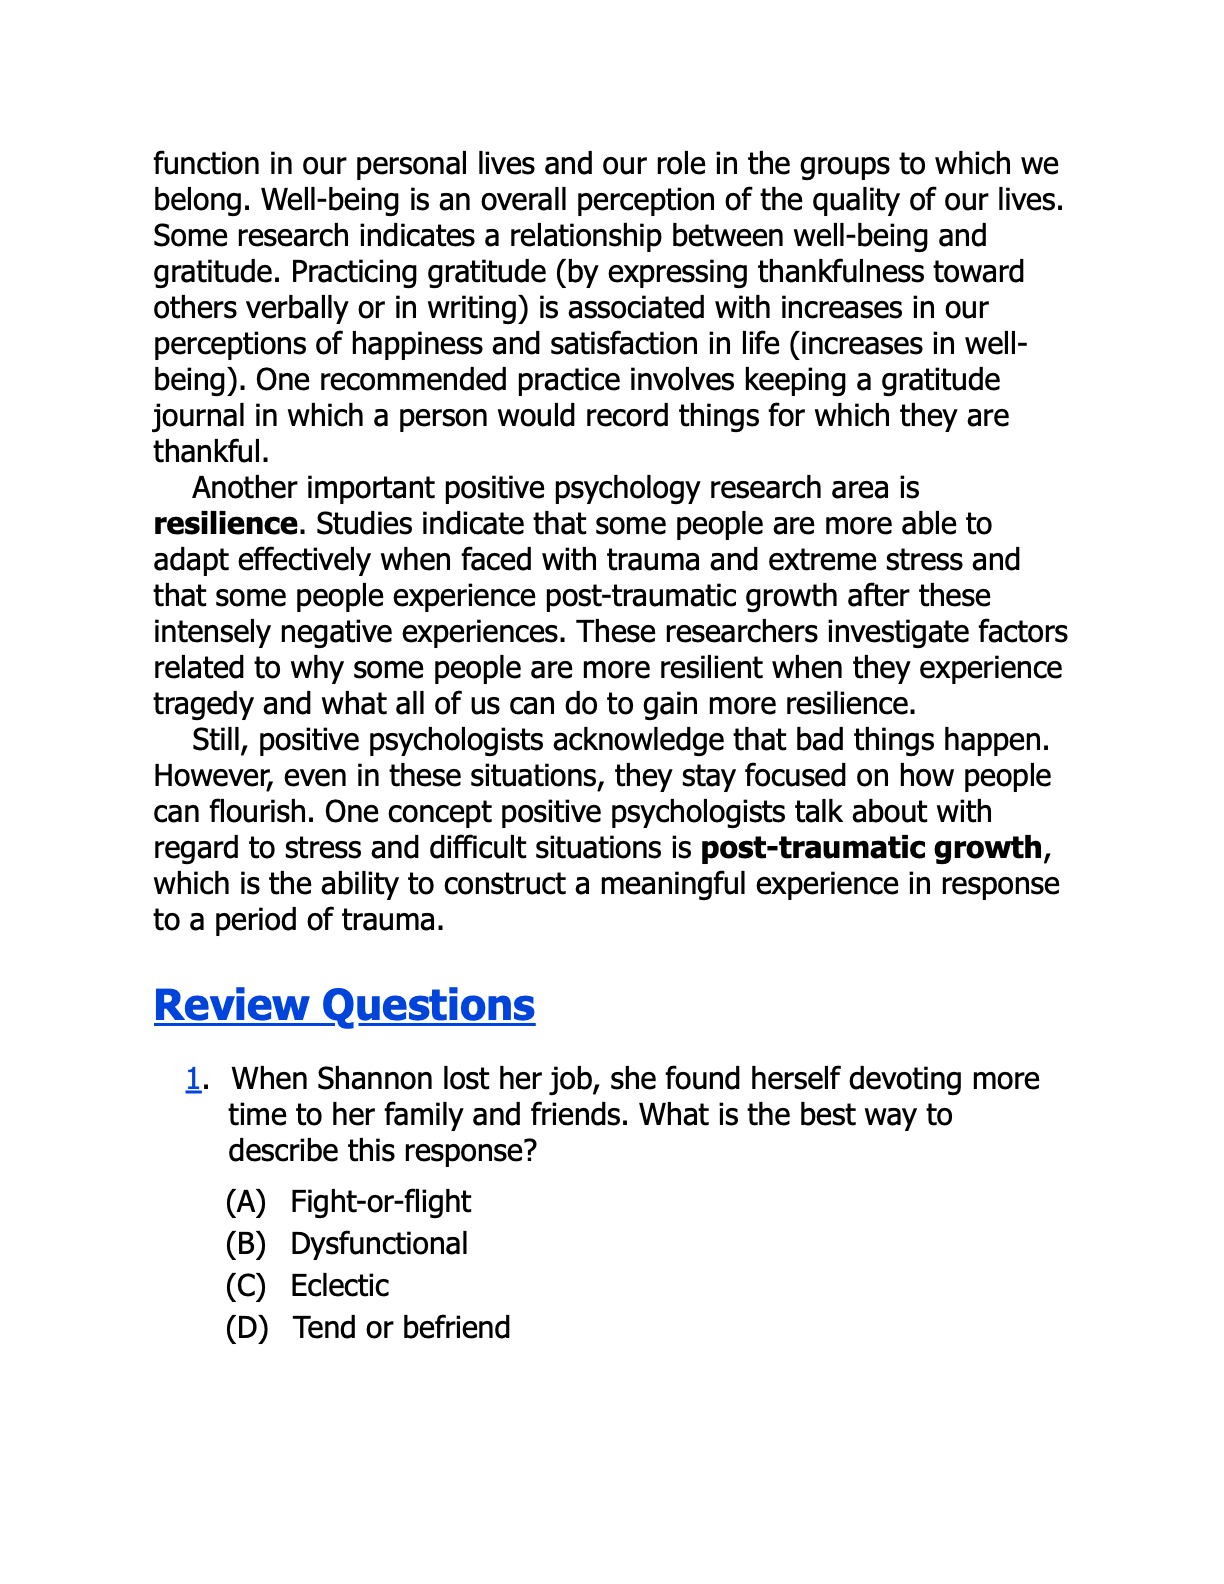 function in our personal lives and our role in the groups to which we
belong. Well-being is an overall perception of the quality of our lives.
Some research indicates a relationship between well-being and
gratitude. Practicing gratitude (by expressing thankfulness toward
others verbally or in writing) is associated with increases in our
perceptions of happiness and satisfaction in life (increases in well-
being). One recommended practice involves keeping a gratitude
journal in which a person would record things for which they are
thankful.
Another important positive psychology research area is
resilience. Studies indicate that some people are more able to
adapt effectively when faced with trauma and extreme stress and
that some people experience post-traumatic growth after these
intensely negative experiences. These researchers investigate factors
related to why some people are more resilient when they experience
tragedy and what all of us can do to gain more resilience.
Still, positive psychologists acknowledge that bad things happen.
However, even in these situations, they stay focused on how people
can flourish. One concept positive psychologists talk about with
regard to stress and difficult situations is post-traumatic growth,
which is the ability to construct a meaningful experience in response
to a period of trauma.
Review Questions
1. When Shannon lost her job, she found herself devoting more
time to her family and friends. What is the best way to
describe this response?
(A) Fight-or-flight
(B) Dysfunctional
(C) Eclectic
(D) Tend or befriend